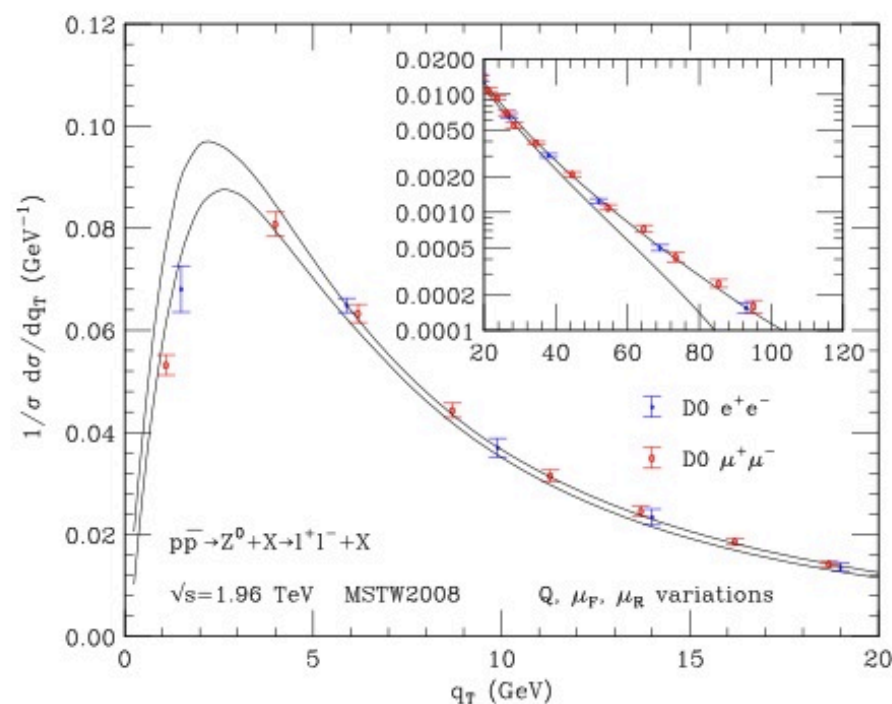 0.12
0.10
0.08
0.06
0.04
0.02
0.00
1/σ dσ/dq_T (GeV⁻¹)
0 5 10 15 20
q_T (GeV)
0.0200
0.0100
0.0050
0.0020
0.0010
0.0005
0.0002
0.0001
20 40 60 80 100 120
D0 e⁺e⁻
D0 μ⁺μ⁻
pp̅→Z⁰+X→l⁺l⁻+X
√s=1.96 TeV MSTW2008 Q, μ_F, μ_R variations